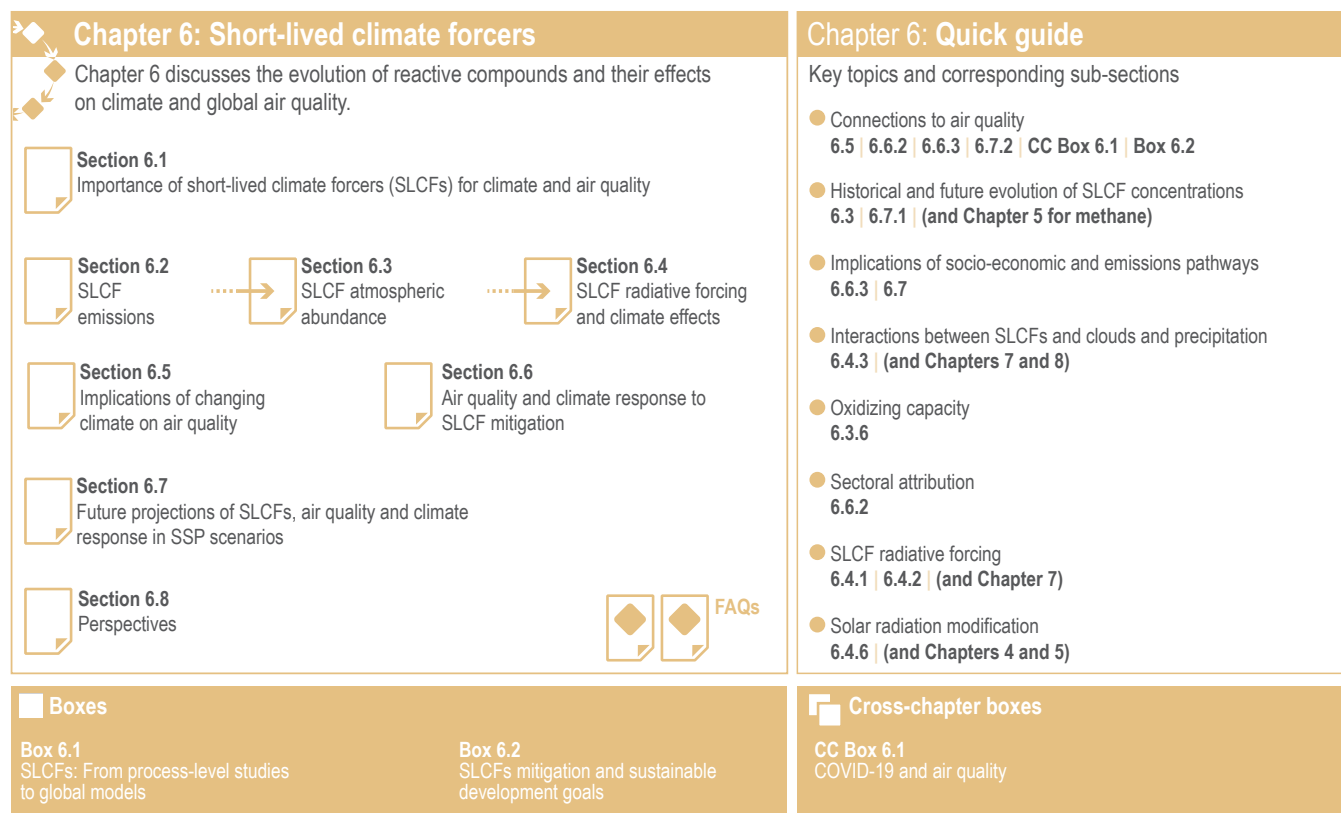 Chapter 6: Short-lived climate forcers
Chapter 6 discusses the evolution of reactive compounds and their effects
on climate and global air quality.
Section 6.1
Importance of short-lived climate forcers (SLCFs) for climate and air quality
Section 6.2
SLCF
emissions
Section 6.3
SLCF atmospheric
abundance
Section 6.4
SLCF radiative forcing
and climate effects
Section 6.5
Implications of changing
climate on air quality
Section 6.6
Air quality and climate response to
SLCF mitigation
Section 6.7
Future projections of SLCFs, air quality and climate
response in SSP scenarios
Section 6.8
Perspectives
FAQs
Chapter 6: Quick guide
Key topics and corresponding sub-sections
Connections to air quality
6.5 | 6.6.2 | 6.6.3 | 6.7.2 | CC Box 6.1 | Box 6.2
Historical and future evolution of SLCF concentrations
6.3 | 6.7.1 | (and Chapter 5 for methane)
Implications of socio-economic and emissions pathways
6.6.3 | 6.7
Interactions between SLCFs and clouds and precipitation
6.4.3 | (and Chapters 7 and 8)
Oxidizing capacity
6.3.6
Sectoral attribution
6.6.2
SLCF radiative forcing
6.4.1 | 6.4.2 | (and Chapter 7)
Solar radiation modification
6.4.6 | (and Chapters 4 and 5)
Boxes
Box 6.1
SLCFs: From process-level studies
to global models
Box 6.2
SLCFs mitigation and sustainable
development goals
Cross-chapter boxes
CC Box 6.1
COVID-19 and air quality